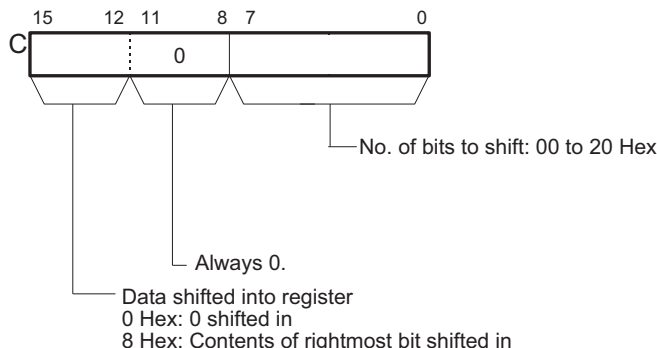 15 12 11 8 7 0
C
0
No. of bits to shift: 00 to 20 Hex
Always 0.
Data shifted into register
0 Hex: 0 shifted in
8 Hex: Contents of rightmost bit shifted in